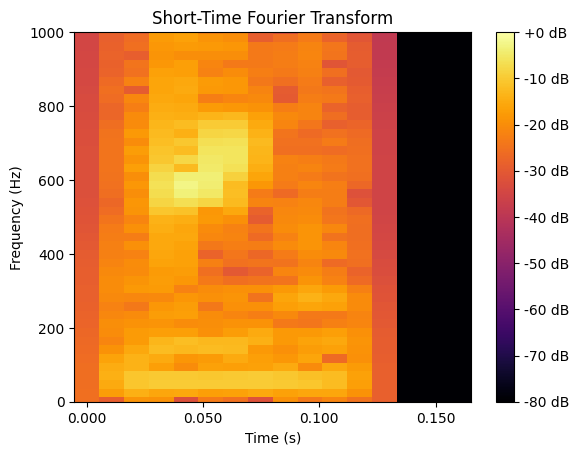 Short-Time Fourier Transform
1000
800
600
400
200
0
Frequency (Hz)
0.000
0.050
0.100
0.150
Time (s)
+0 dB
-10 dB
-20 dB
-30 dB
-40 dB
-50 dB
-60 dB
-70 dB
-80 dB